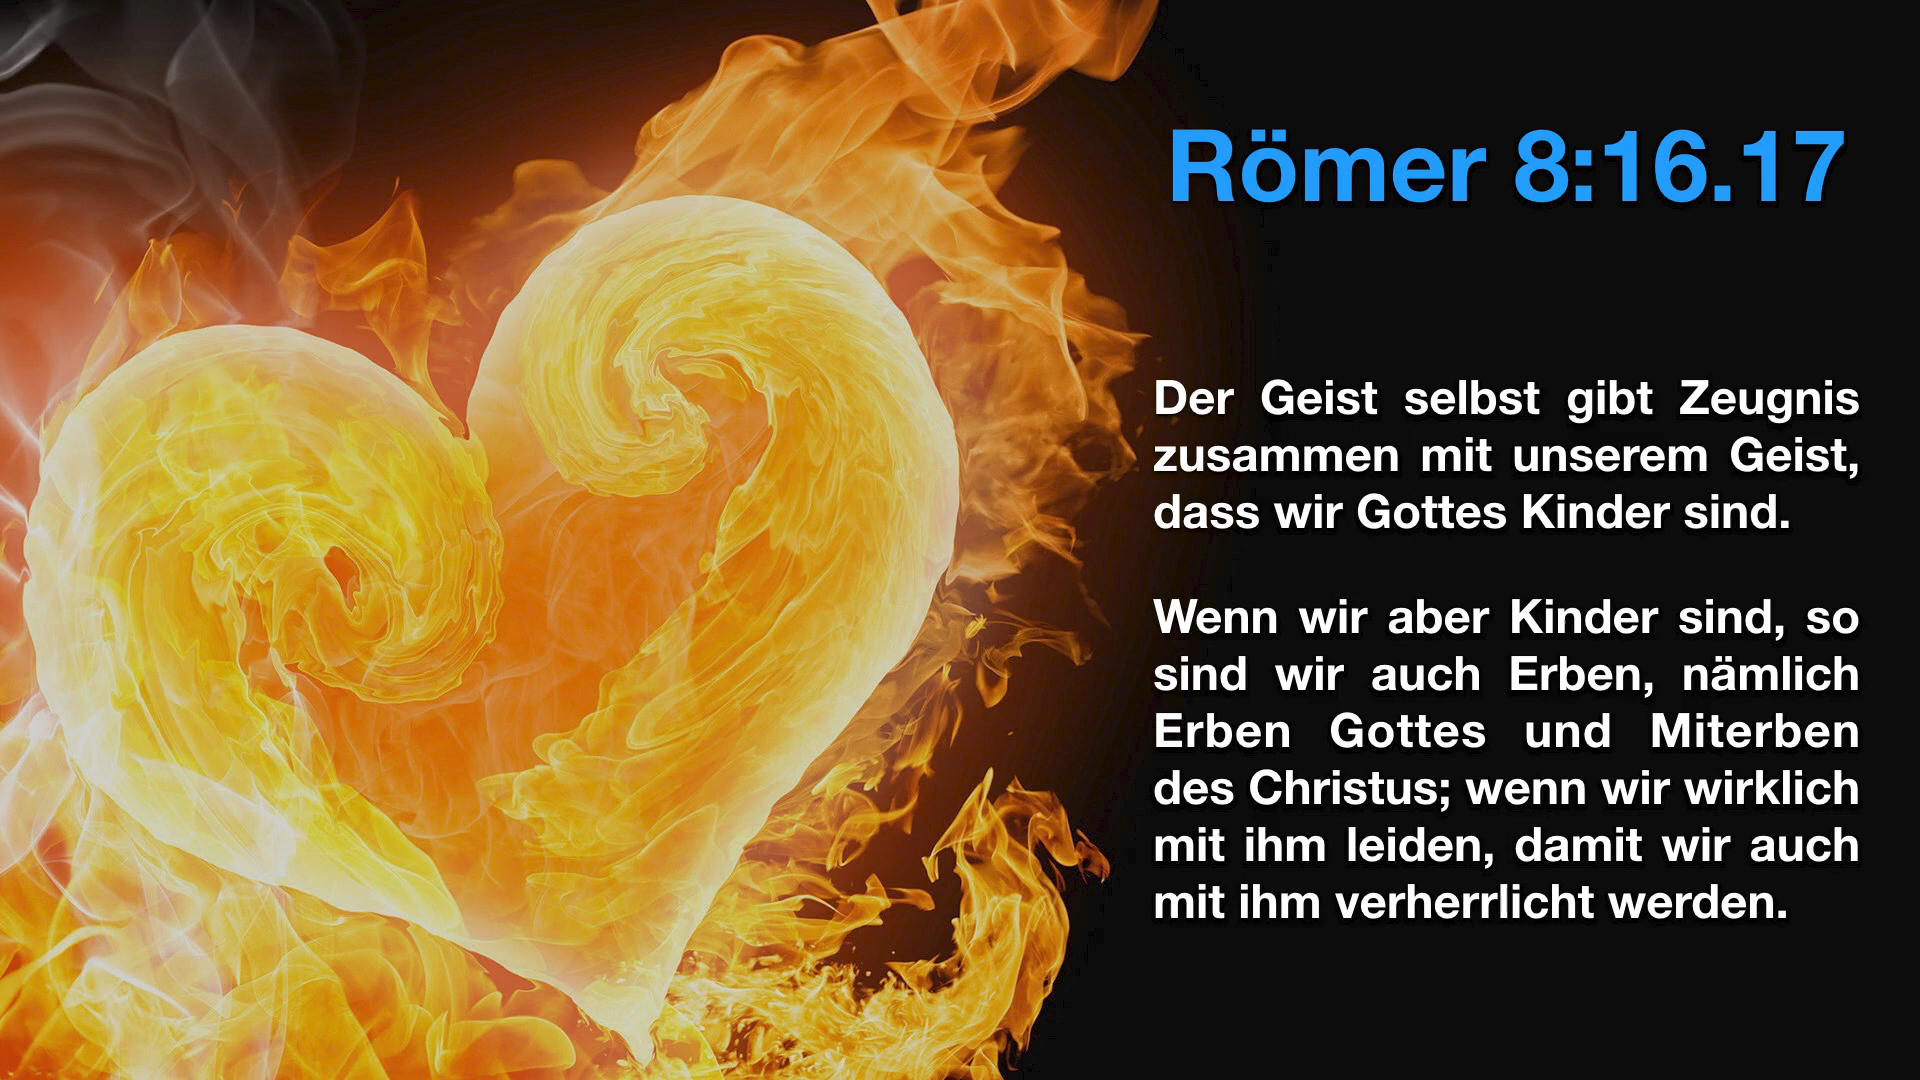 Römer 8:16.17
Der Geist selbst gibt Zeugnis
zusammen mit unserem Geist,
dass wir Gottes Kinder sind.
Wenn wir aber Kinder sind, so
sind wir auch Erben, nämlich
Erben Gottes und Miterben
des Christus; wenn wir wirklich
mit ihm leiden, damit wir auch
mit ihm verherrlicht werden.